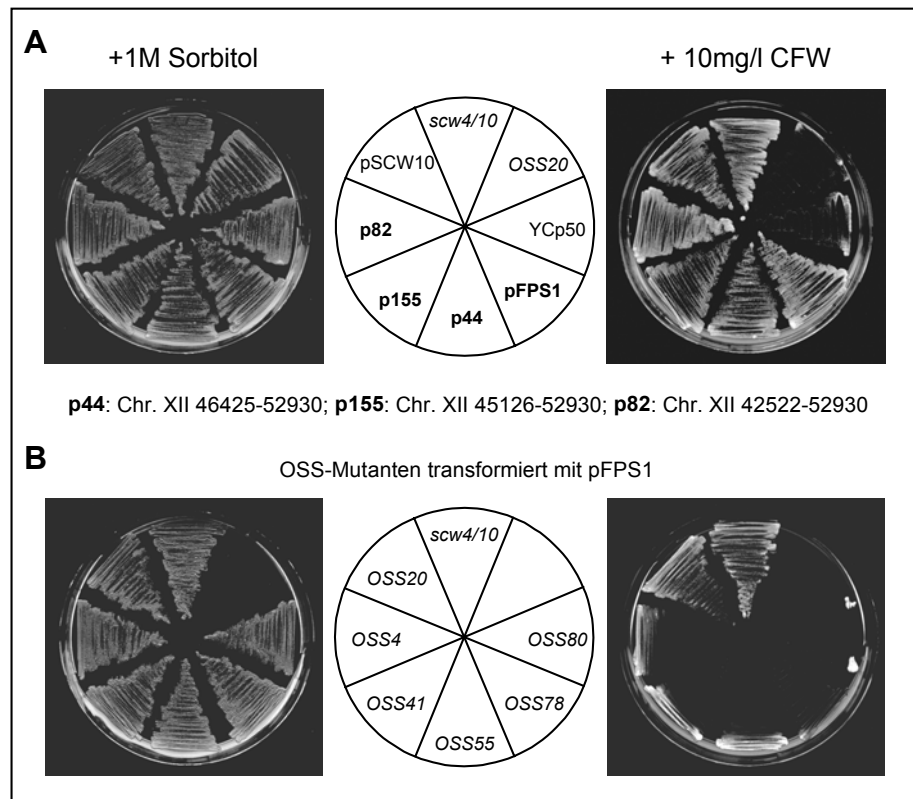 A
+1M Sorbitol
+ 10mg/l CFW
scw4/10
pSCW10
OSS20
p82
YCp50
p155
pFPS1
p44
p44: Chr. XII 46425-52930; p155: Chr. XII 45126-52930; p82: Chr. XII 42522-52930
B
OSS-Mutanten transformiert mit pFPS1
scw4/10
OSS20
OSS4
OSS80
OSS41
OSS78
OSS55